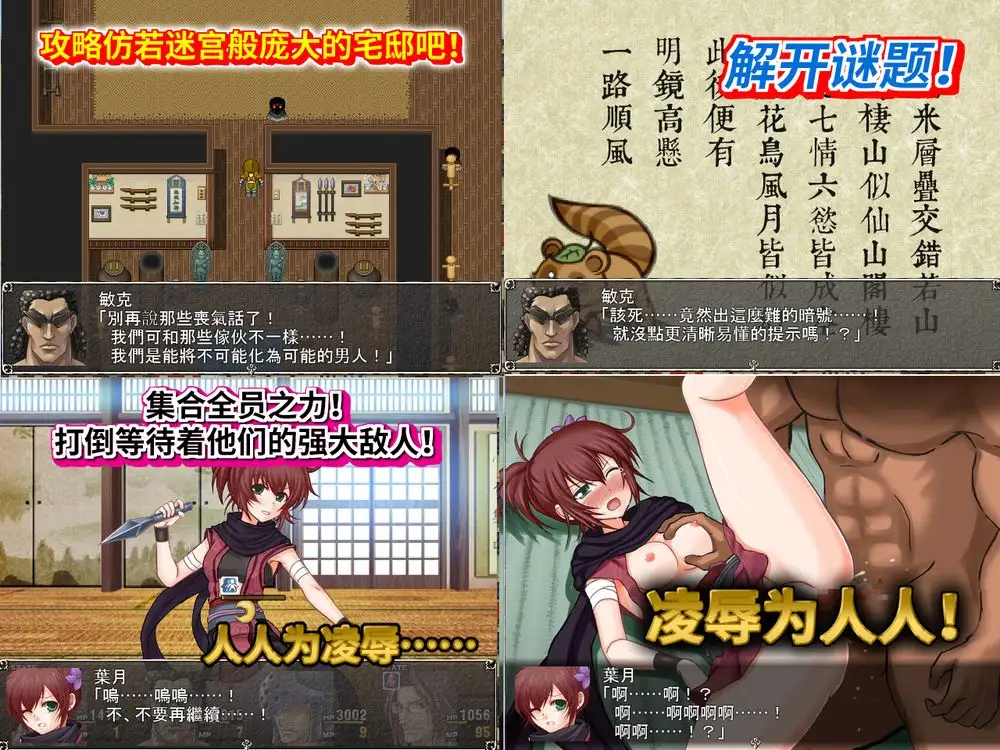 攻略仿若迷宫般庞大的宅邸吧！
敏克
「別再說那些喪氣話了！
我們可和那些傢伙不一樣……！
我們是能將不可能化為可能的男人！」
解开谜题！
米層疊交錯若山
棲山似仙山閣棲
七情六慾皆成
花鳥風月皆似
此後便有
明鏡高懸
一路順風
敏克
「該死……竟然出這麼難的暗號……！
就沒點更清晰易懂的提示嗎！？」
集合全员之力！
打倒等待着他们的强大敌人！
人人为凌辱……
葉月
「嗚……嗚嗚……！
不、不要再繼續……！
3002
1056
9
95
凌辱为人人！
葉月
「啊……啊！？
啊……啊啊啊啊……！
啊啊……！？」